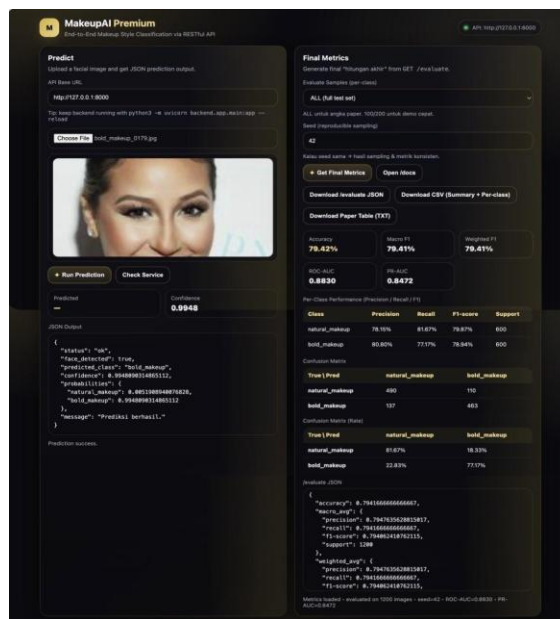 M
MakeupAI Premium
End-to-End Makeup Style Classification via RESTful API
API: http://127.0.0.1:8000
Predict
Upload a facial image and get JSON prediction output.
API Base URL
http://127.0.0.1:8000
Tip: keep backend running with python3 -m uvicorn backend.app.main:app --
reload
Choose File bold_makeup_0179.jpg
Run Prediction
Check Service
Predicted
—
Confidence
0.9948
JSON Output
{
"status": "ok",
"face_detected": true,
"predicted_class": "bold_makeup",
"confidence": 0.9948090314865112,
"probabilities": {
"natural_makeup": 0.0051908940076828,
"bold_makeup": 0.9948090314865112
},
"message": "Prediksi berhasil."
}
Prediction success.
Final Metrics
Generate final "hitungan akhir" from GET /evaluate.
Evaluate Samples (per-class)
ALL (full test set)
ALL untuk angka paper. 100/200 untuk demo cepat.
Seed (reproducible sampling)
42
Kalau seed sama → hasil sampling & metrik konsisten.
Get Final Metrics
Open /docs
Download /evaluate JSON
Download CSV (Summary + Per-class)
Download Paper Table (TXT)
Accuracy
79.42%
Macro F1
79.41%
Weighted F1
79.41%
ROC-AUC
0.8830
PR-AUC
0.8472
Per-Class Performance (Precision / Recall / F1)
Class Precision Recall F1-score Support
natural_makeup 78.15% 81.67% 79.87% 600
bold_makeup 80.80% 77.17% 78.94% 600
Confusion Matrix
True \ Pred natural_makeup bold_makeup
natural_makeup 490 110
bold_makeup 137 463
Confusion Matrix (Rate)
True \ Pred natural_makeup bold_makeup
natural_makeup 81.67% 18.33%
bold_makeup 22.83% 77.17%
/evaluate JSON
{
"accuracy": 0.7941666666666667,
"macro_avg": {
"precision": 0.7947635628815017,
"recall": 0.7941666666666667,
"f1-score": 0.794062410762115,
"support": 1200
},
"weighted_avg": {
"precision": 0.7947635628815017,
"recall": 0.7941666666666667,
"f1-score": 0.794062410762115,
Metrics loaded • evaluated on 1200 images • seed=42 • ROC-AUC=0.8830 • PR-
AUC=0.8472